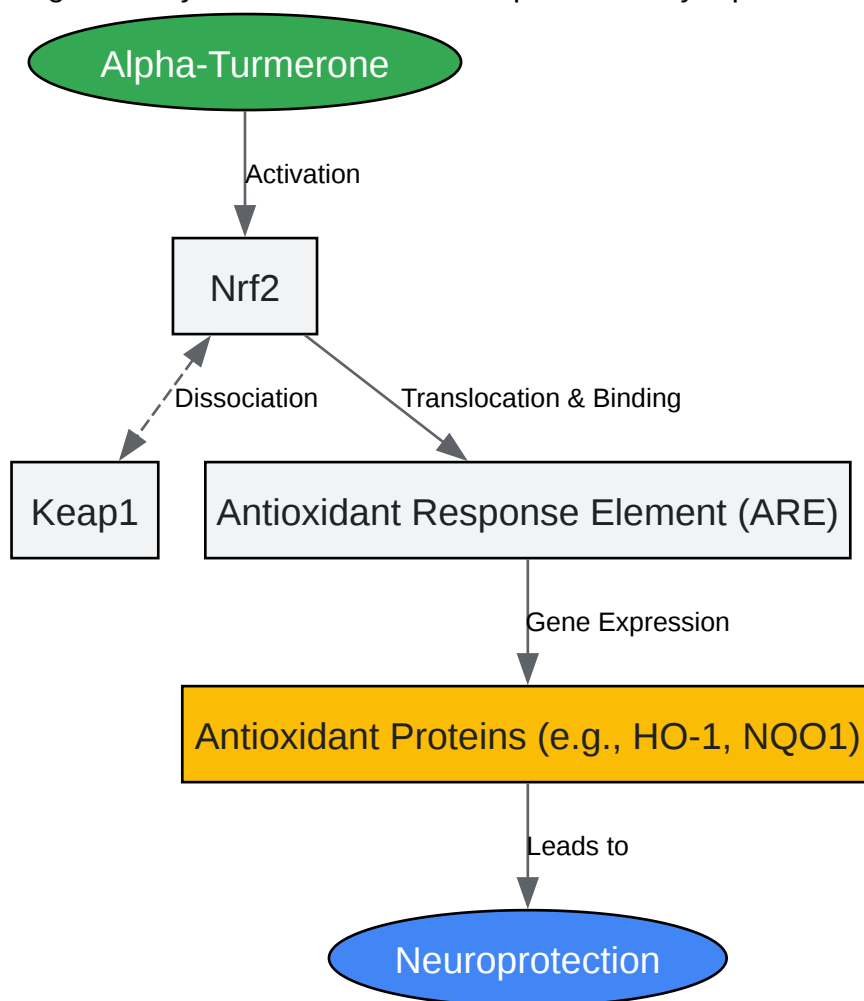 Alpha-Turmerone
Activation
Nrf2
Dissociation
Translocation & Binding
Keap1
Antioxidant Response Element (ARE)
Gene Expression
Antioxidant Proteins (e.g., HO-1, NQO1)
Leads to
Neuroprotection